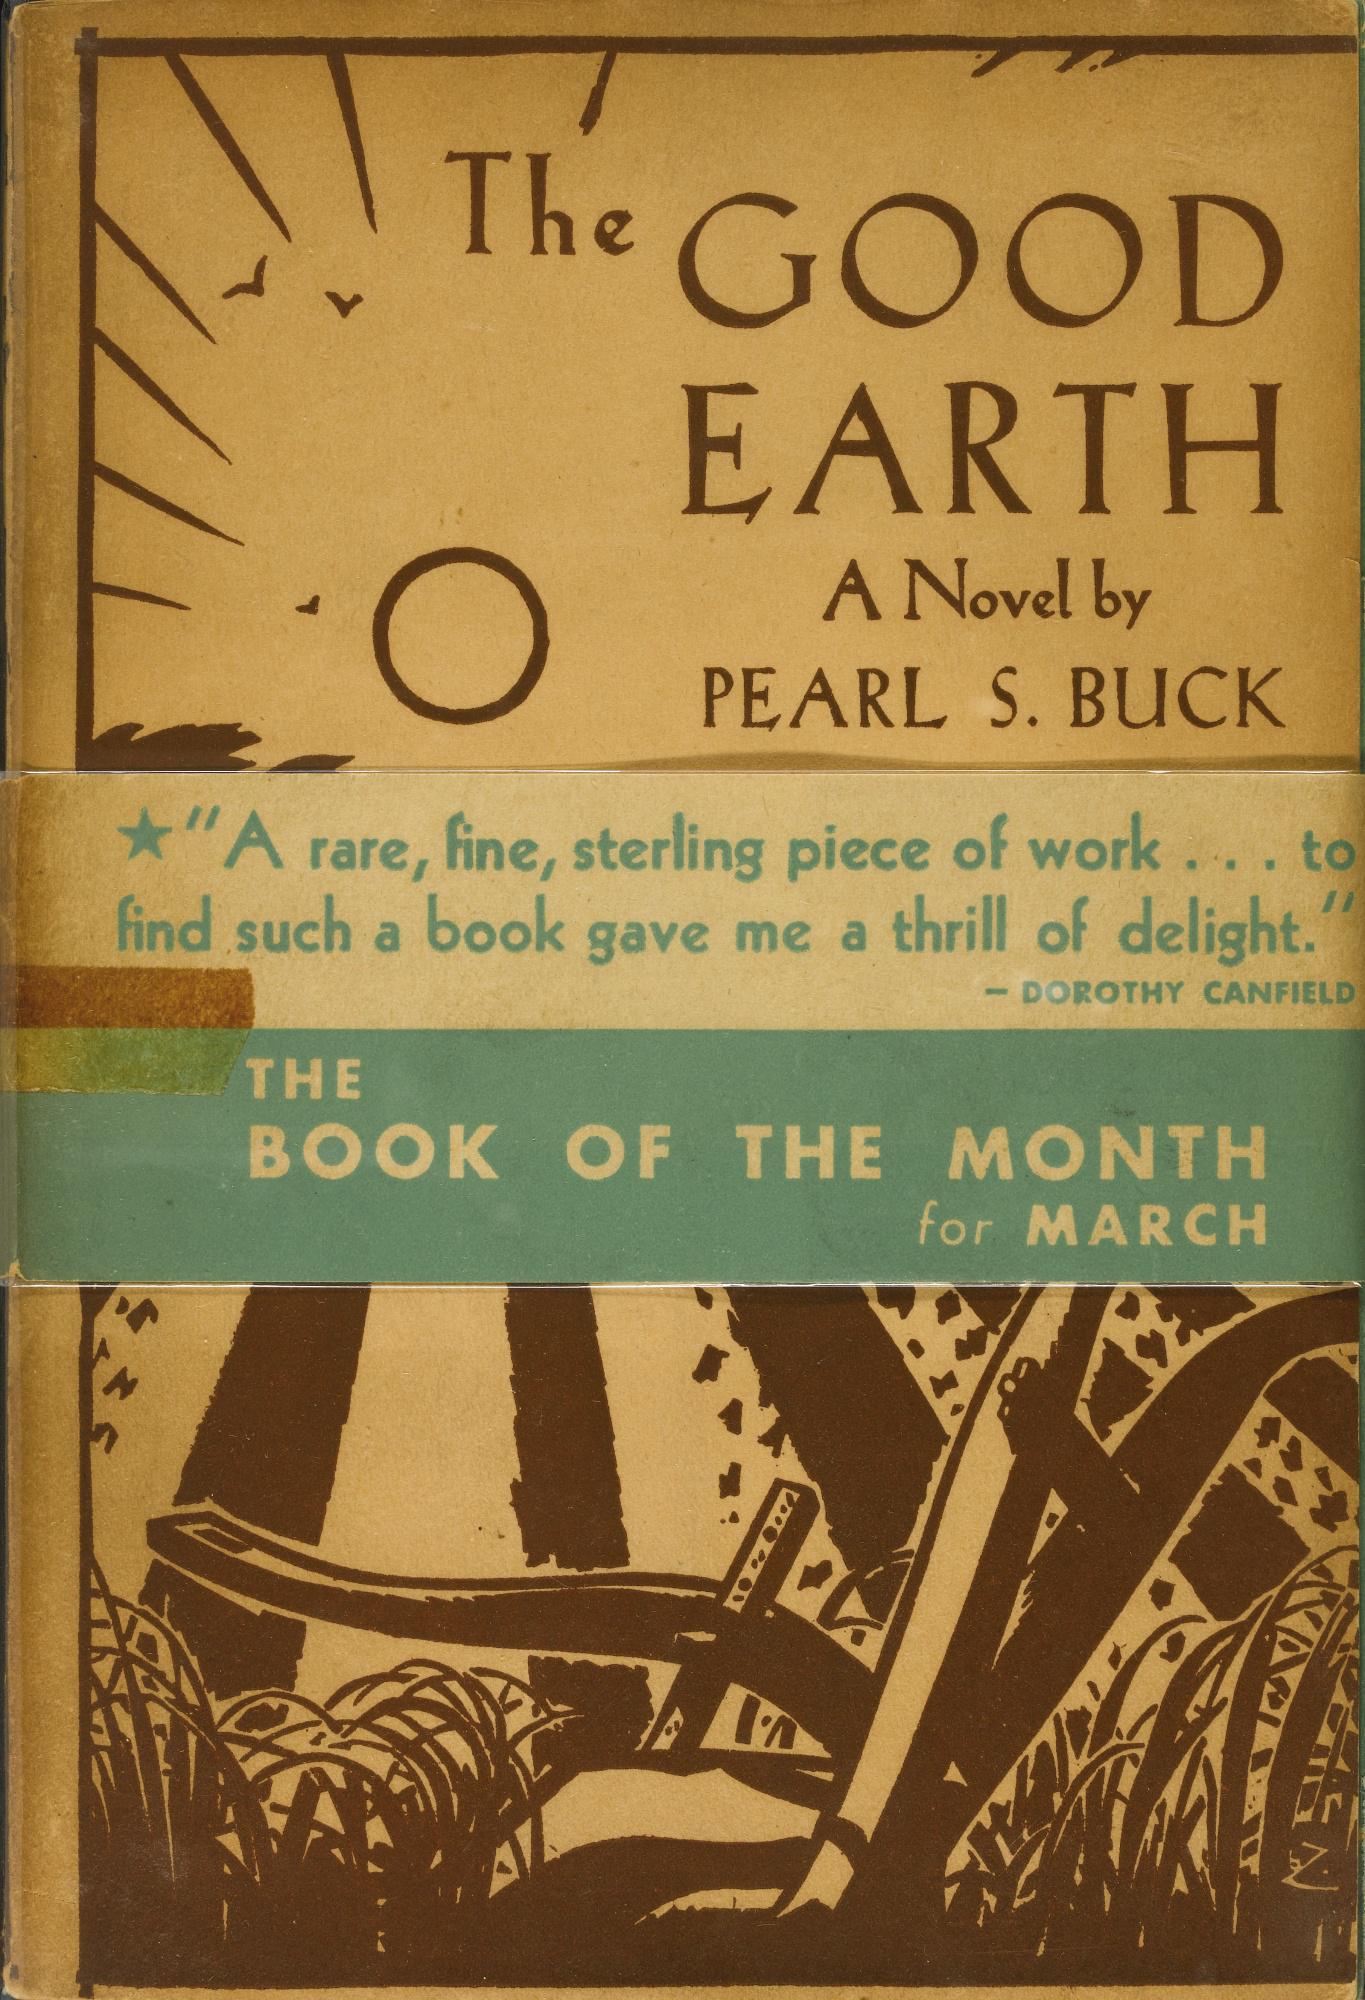 The GOOD
EARTH
A Novel by
PEARL S. BUCK
★"A rare, fine, sterling piece of work . . . to
find such a book gave me a thrill of delight."
– DOROTHY CANFIELD
THE
BOOK OF THE MONTH
for MARCH